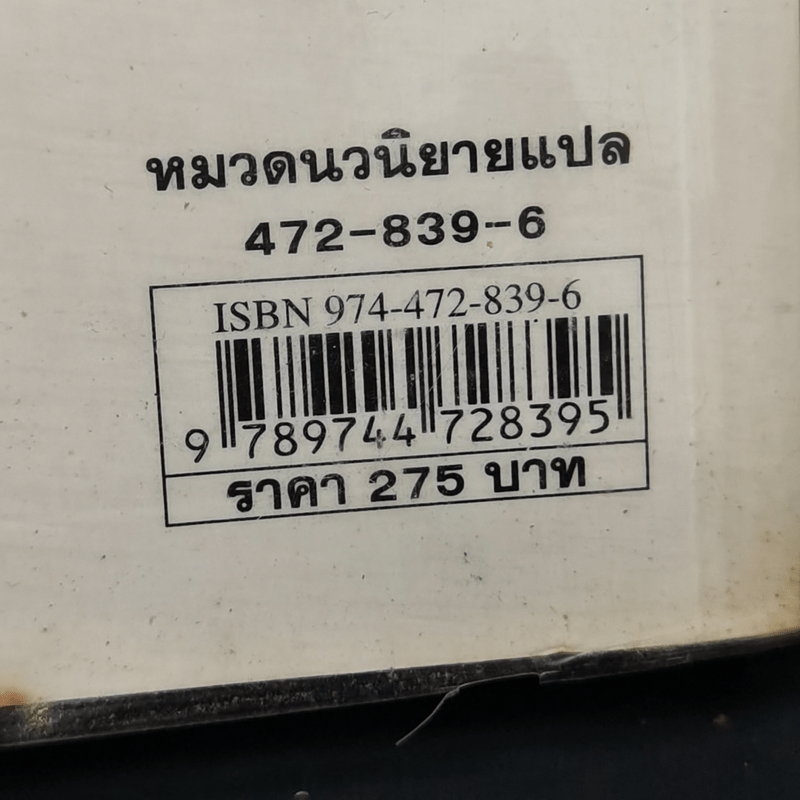 หมวดนวนิยายแปล
472-839-6
ISBN 974-472-839-6
9 789744 728395
ราคา 275 บาท